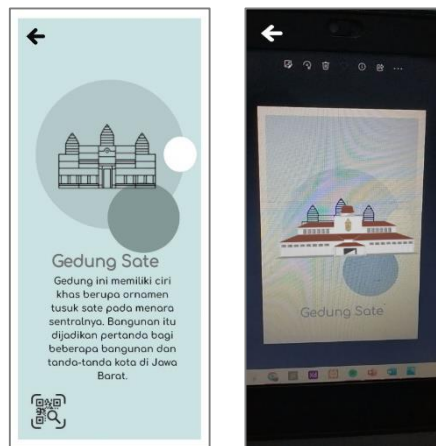 Gedung Sate
Gedung ini memiliki ciri
khas berupa ornamen
tusuk sate pada menara
sentralnya. Bangunan itu
dijadikan pertanda bagi
beberapa bangunan dan
tanda-tanda kota di Jawa
Barat.
Gedung Sate